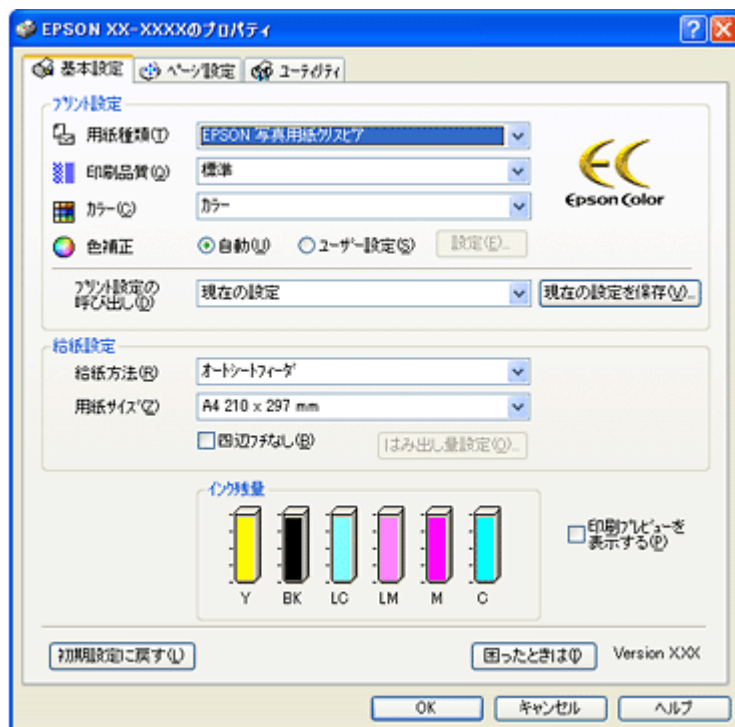 EPSON XX-XXXXのプロパティ
基本設定 ページ設定 ユーティリティ
プリント設定
用紙種類(T) EPSON 写真用紙クリスピア
印刷品質(Q) 標準
カラー(C) カラー
Epson Color
色補正 自動(U) ユーザー設定(S) 設定(E)...
プリント設定の
呼び出し(D) 現在の設定 現在の設定を保存(V)...
給紙設定
給紙方法(R) オートシートフィーダ
用紙サイズ(Z) A4 210 x 297 mm
四辺フチなし(B) はみ出し量設定(O)...
インク残量
Y BK LC LM M C
印刷プレビューを
表示する(P)
初期設定に戻す(L) 困ったときは(I) Version X.XX
OK キャンセル ヘルプ